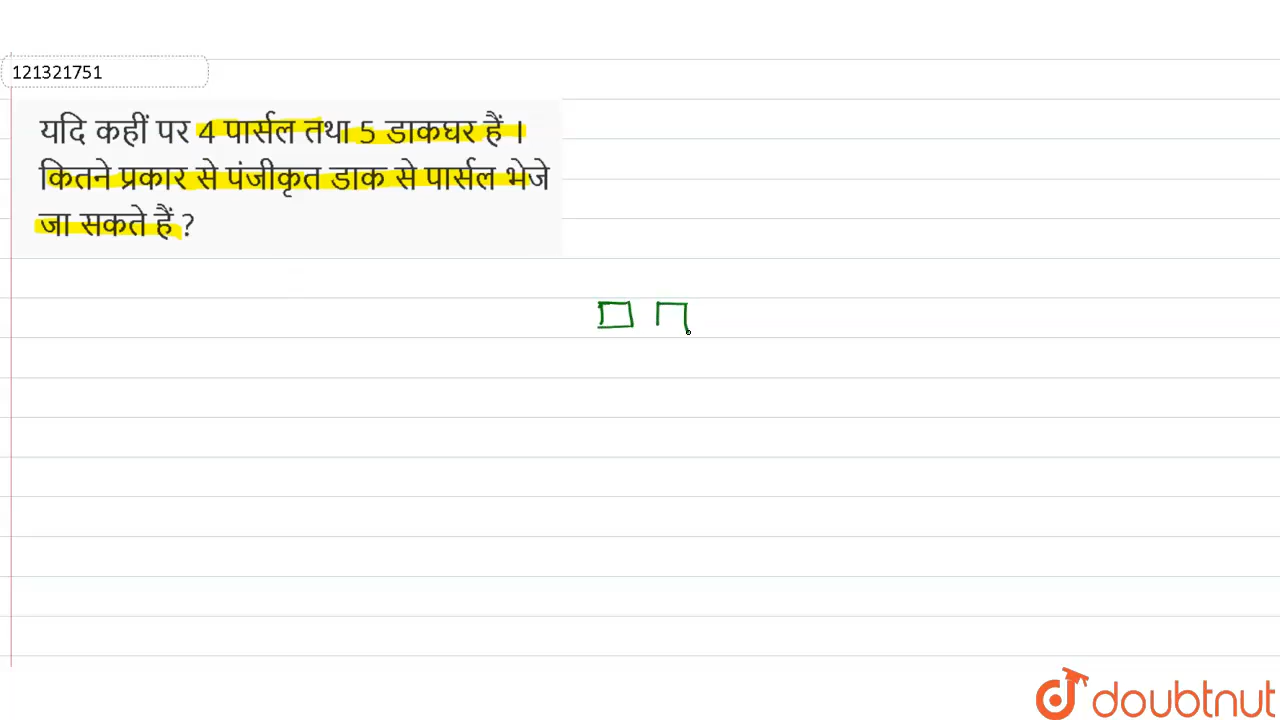 121321751
यदि कहीं पर 4 पार्सल तथा 5 डाकघर हैं ।
कितने प्रकार से पंजीकृत डाक से पार्सल भेजे
जा सकते हैं ?
doubtnut